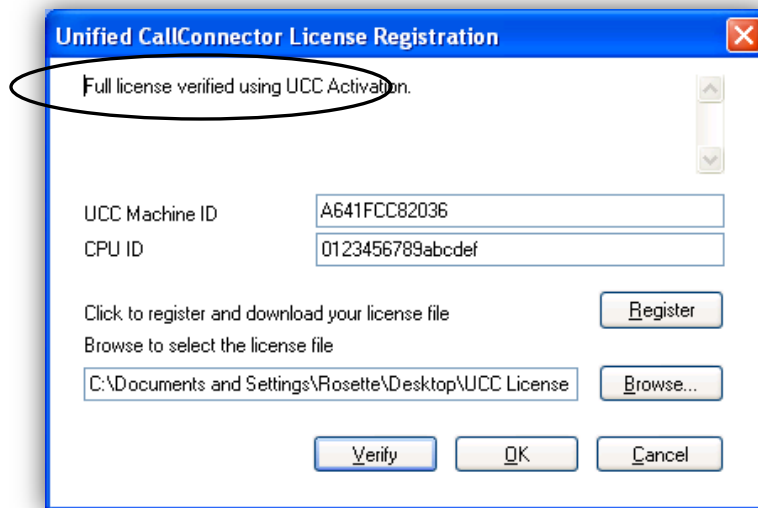 Unified CallConnector License Registration
Full license verified using UCC Activation.
UCC Machine ID A641FCC82036
CPU ID 0123456789abcdef
Click to register and download your license file Register
Browse to select the license file
C:\Documents and Settings\Rosette\Desktop\UCC License Browse...
Verify OK Cancel